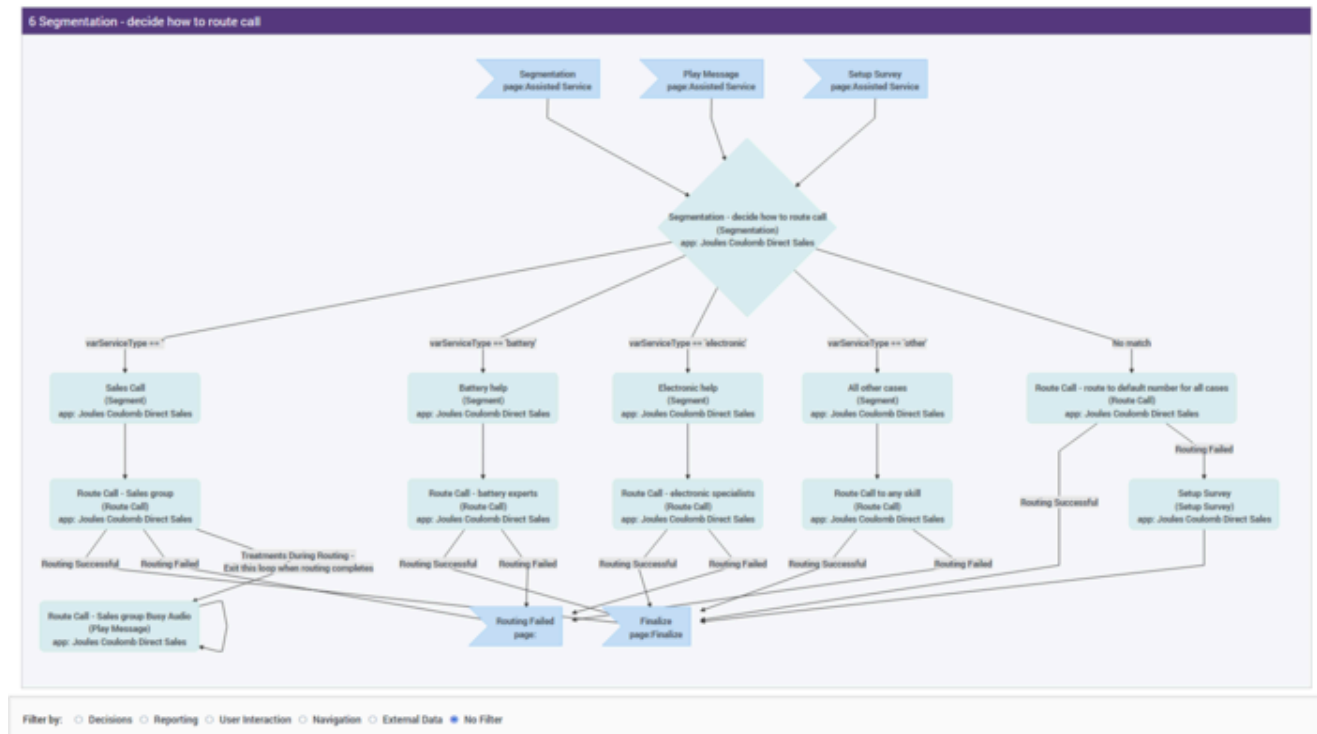 6 Segmentation - decide how to route call
Segmentation
page:Assisted Service
Play Message
page:Assisted Service
Setup Survey
page:Assisted Service
Segmentation - decide how to route call
(Segmentation)
app: Joules Coulomb Direct Sales
varServiceType == ''
varServiceType == 'battery'
varServiceType == 'electronic'
varServiceType == 'other'
No match
Sales Call
(Segment)
app: Joules Coulomb Direct Sales
Battery help
(Segment)
app: Joules Coulomb Direct Sales
Electronic help
(Segment)
app: Joules Coulomb Direct Sales
All other cases
(Segment)
app: Joules Coulomb Direct Sales
Route Call - route to default number for all cases
(Route Call)
app: Joules Coulomb Direct Sales
Routing Failed
Route Call - Sales group
(Route Call)
app: Joules Coulomb Direct Sales
Route Call - battery experts
(Route Call)
app: Joules Coulomb Direct Sales
Route Call - electronic specialists
(Route Call)
app: Joules Coulomb Direct Sales
Route Call to any skill
(Route Call)
app: Joules Coulomb Direct Sales
Routing Successful
Setup Survey
(Setup Survey)
app: Joules Coulomb Direct Sales
Routing Successful
Routing Failed
Treatments During Routing -
Exit this loop when routing completes
Routing Successful
Routing Failed
Routing Successful
Routing Failed
Routing Successful
Routing Failed
Route Call - Sales group Busy Audio
(Play Message)
app: Joules Coulomb Direct Sales
Routing Failed
page:
Finalize
page:Finalize
Filter by:
Decisions
Reporting
User Interaction
Navigation
External Data
No Filter